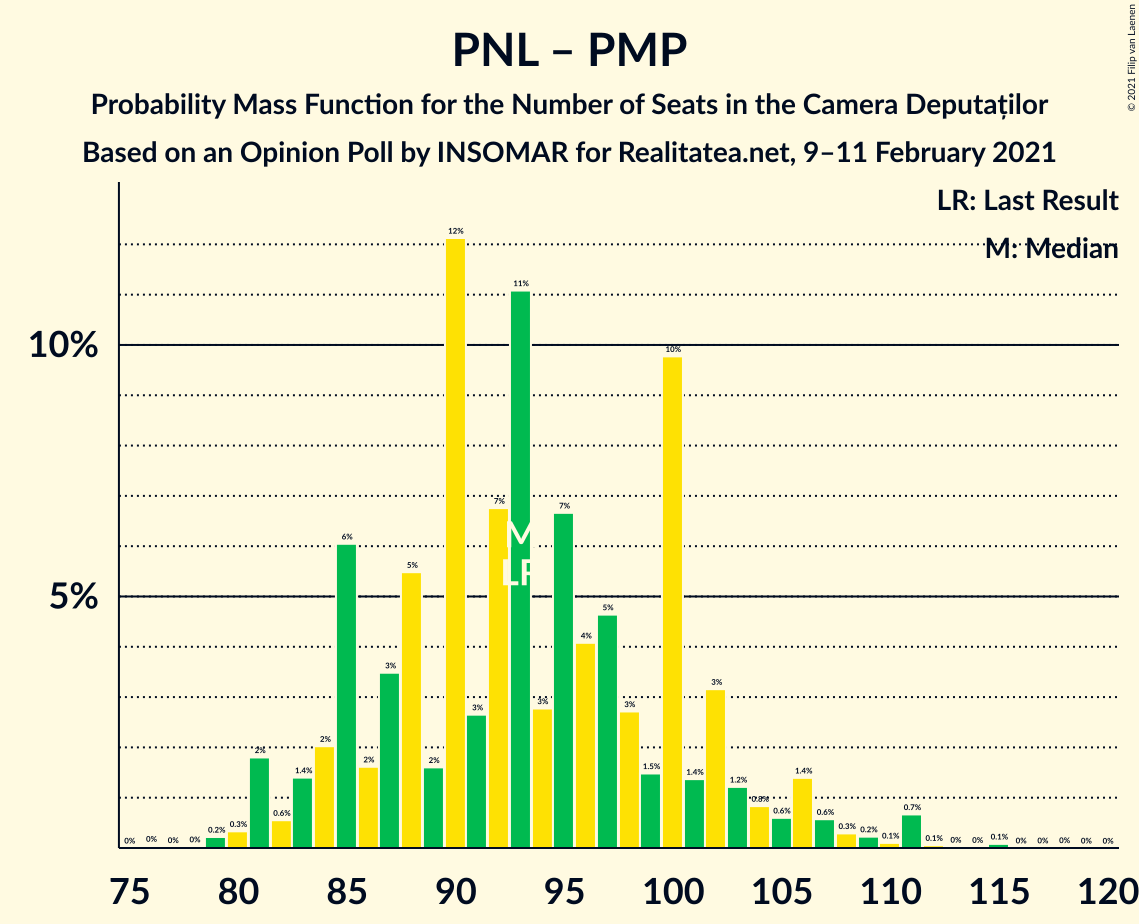 PNL – PMP
Probability Mass Function for the Number of Seats in the Camera Deputaților
Based on an Opinion Poll by INSOMAR for Realitatea.net, 9–11 February 2021
© 2021 Filip van Laenen
LR: Last Result
M: Median
10%
5%
0% 0% 0% 0% 0.2% 0.3% 2% 0.6% 1.4% 2% 6% 2% 3% 5% 2% 12% 3% 7% 11% 3% 7% 4% 5% 3% 1.5% 10% 1.4% 3% 1.2% 0.8% 0.6% 1.4% 0.6% 0.3% 0.2% 0.1% 0.7% 0.1% 0% 0% 0.1% 0% 0% 0% 0% 0%
M
LR
75 80 85 90 95 100 105 110 115 120